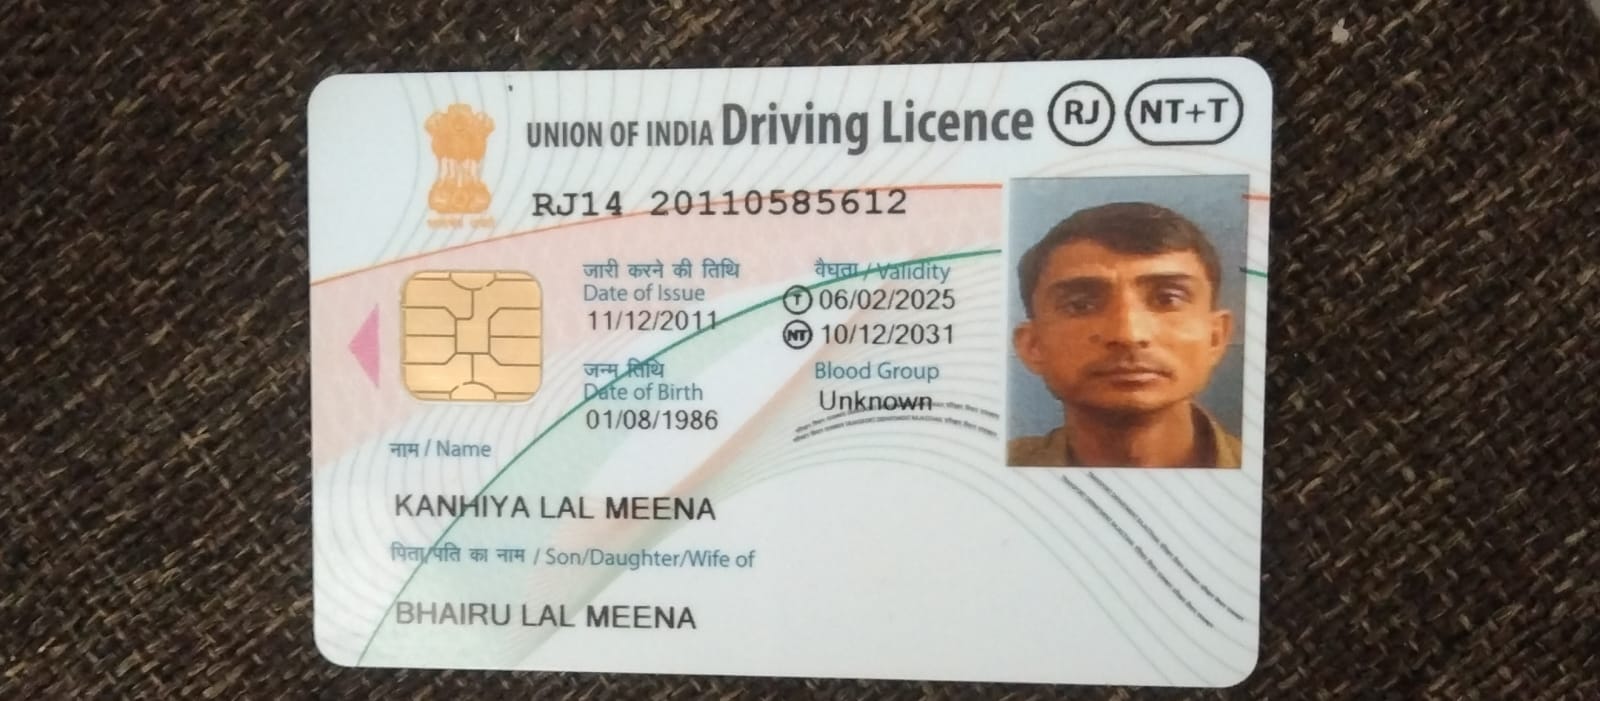 UNION OF INDIA Driving Licence RJ NT+T
RJ14 20110585612
जारी करने की तिथि
Date of Issue
11/12/2011
वैधता / Validity
T 06/02/2025
NT 10/12/2031
जन्म तिथि
Date of Birth
01/08/1986
Blood Group
Unknown
नाम / Name
KANHIYA LAL MEENA
पिता/पति का नाम / Son/Daughter/Wife of
BHAIRU LAL MEENA